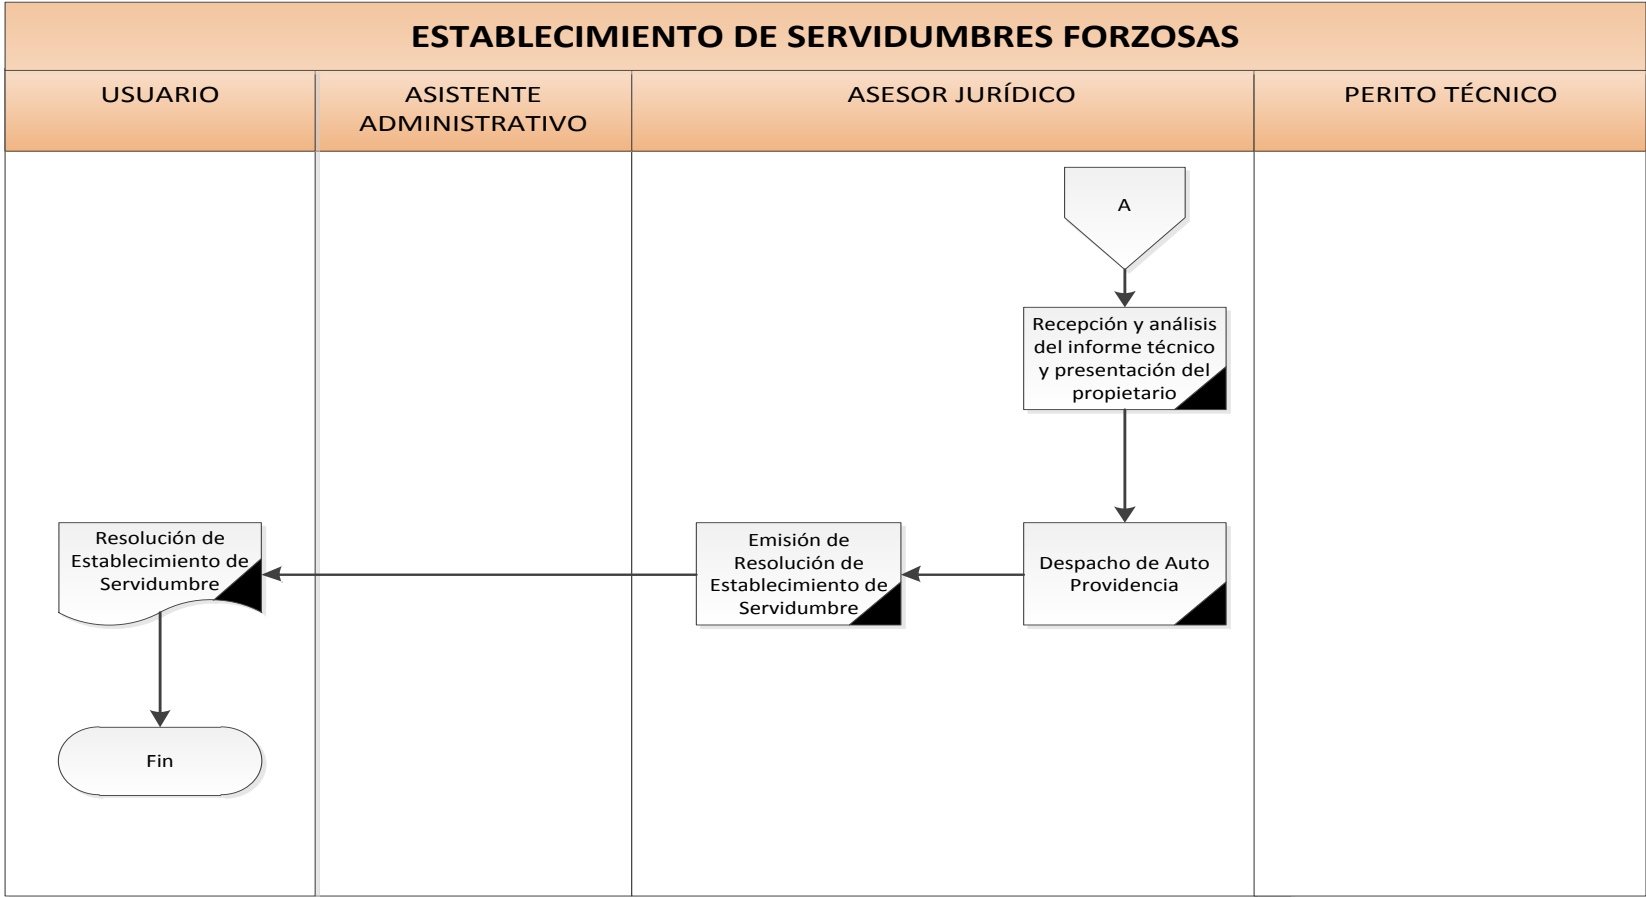 ESTABLECIMIENTO DE SERVIDUMBRES FORZOSAS
USUARIO
ASISTENTE
ADMINISTRATIVO
ASESOR JURÍDICO
PERITO TÉCNICO
A
Recepción y análisis
del informe técnico
y presentación del
propietario
Despacho de Auto
Providencia
Emisión de
Resolución de
Establecimiento de
Servidumbre
Resolución de
Establecimiento de
Servidumbre
Fin